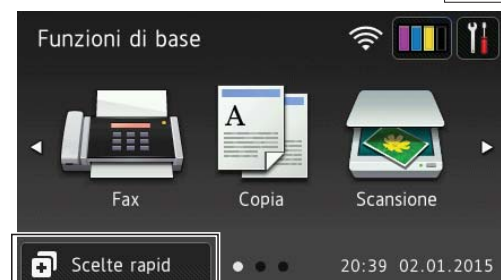 Funzioni di base
A
Fax
Copia
Scansione
Scelte rapid
20:39 02.01.2015